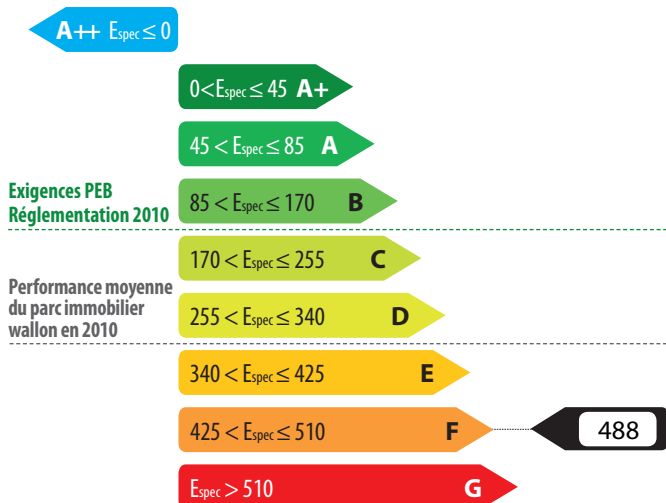 A++ Espec ≤ 0
0<Espec ≤ 45 A+
45 < Espec ≤ 85 A
Exigences PEB
Réglementation 2010
85 < Espec ≤ 170 B
170 < Espec ≤ 255 C
Performance moyenne
du parc immobilier
wallon en 2010
255 < Espec ≤ 340 D
340 < Espec ≤ 425 E
425 < Espec ≤ 510 F
488
Espec > 510 G